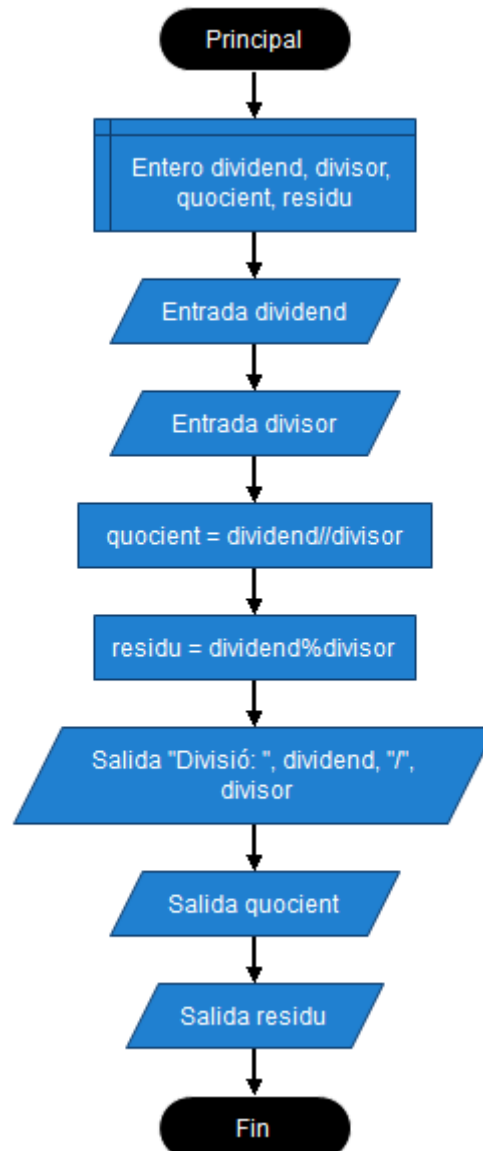 Principal
Entero dividend, divisor,
quocient, residu
Entrada dividend
Entrada divisor
quocient = dividend//divisor
residu = dividend%divisor
Salida "Divisió: ", dividend, "/",
divisor
Salida quocient
Salida residu
Fin